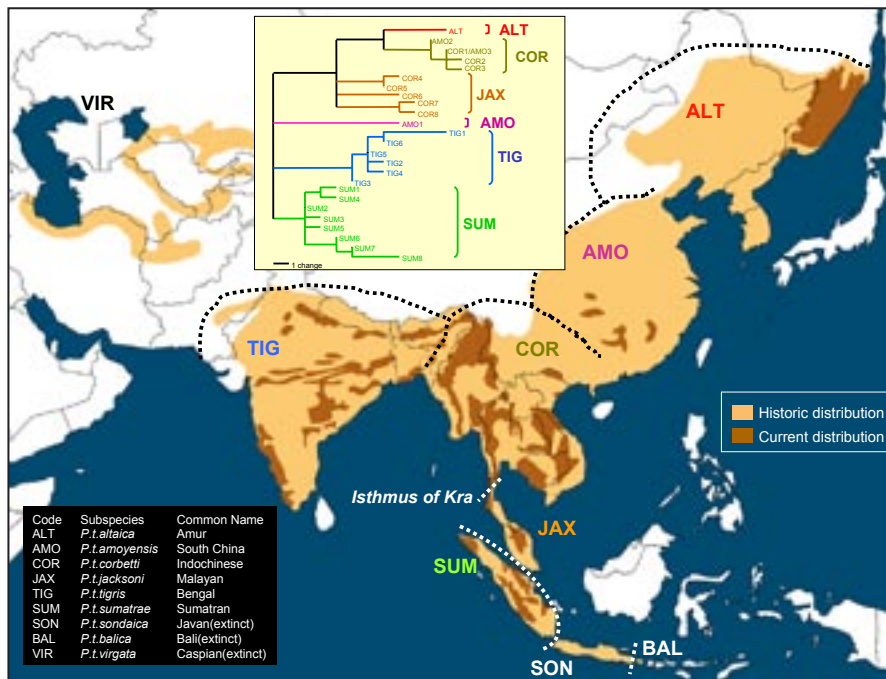 ALT
ALT
AMO2
COR1/AMO3
COR
COR2
COR3
COR4
COR5
JAX
COR6
COR7
COR8
AMO1
AMO
TIG1
TIG6
TIG5
TIG
TIG2
TIG4
TIG3
SUM1
SUM4
SUM2
SUM3
SUM
SUM5
SUM6
SUM7
SUM8
1 change
VIR
ALT
AMO
TIG
COR
Historic distribution
Current distribution
Isthmus of Kra
JAX
SUM
BAL
SON
Code Subspecies Common Name
ALT P.t.altaica Amur
AMO P.t.amoyensis South China
COR P.t.corbetti Indochinese
JAX P.t.jacksoni Malayan
TIG P.t.tigris Bengal
SUM P.t.sumatrae Sumatran
SON P.t.sondaica Javan(extinct)
BAL P.t.balica Bali(extinct)
VIR P.t.virgata Caspian(extinct)